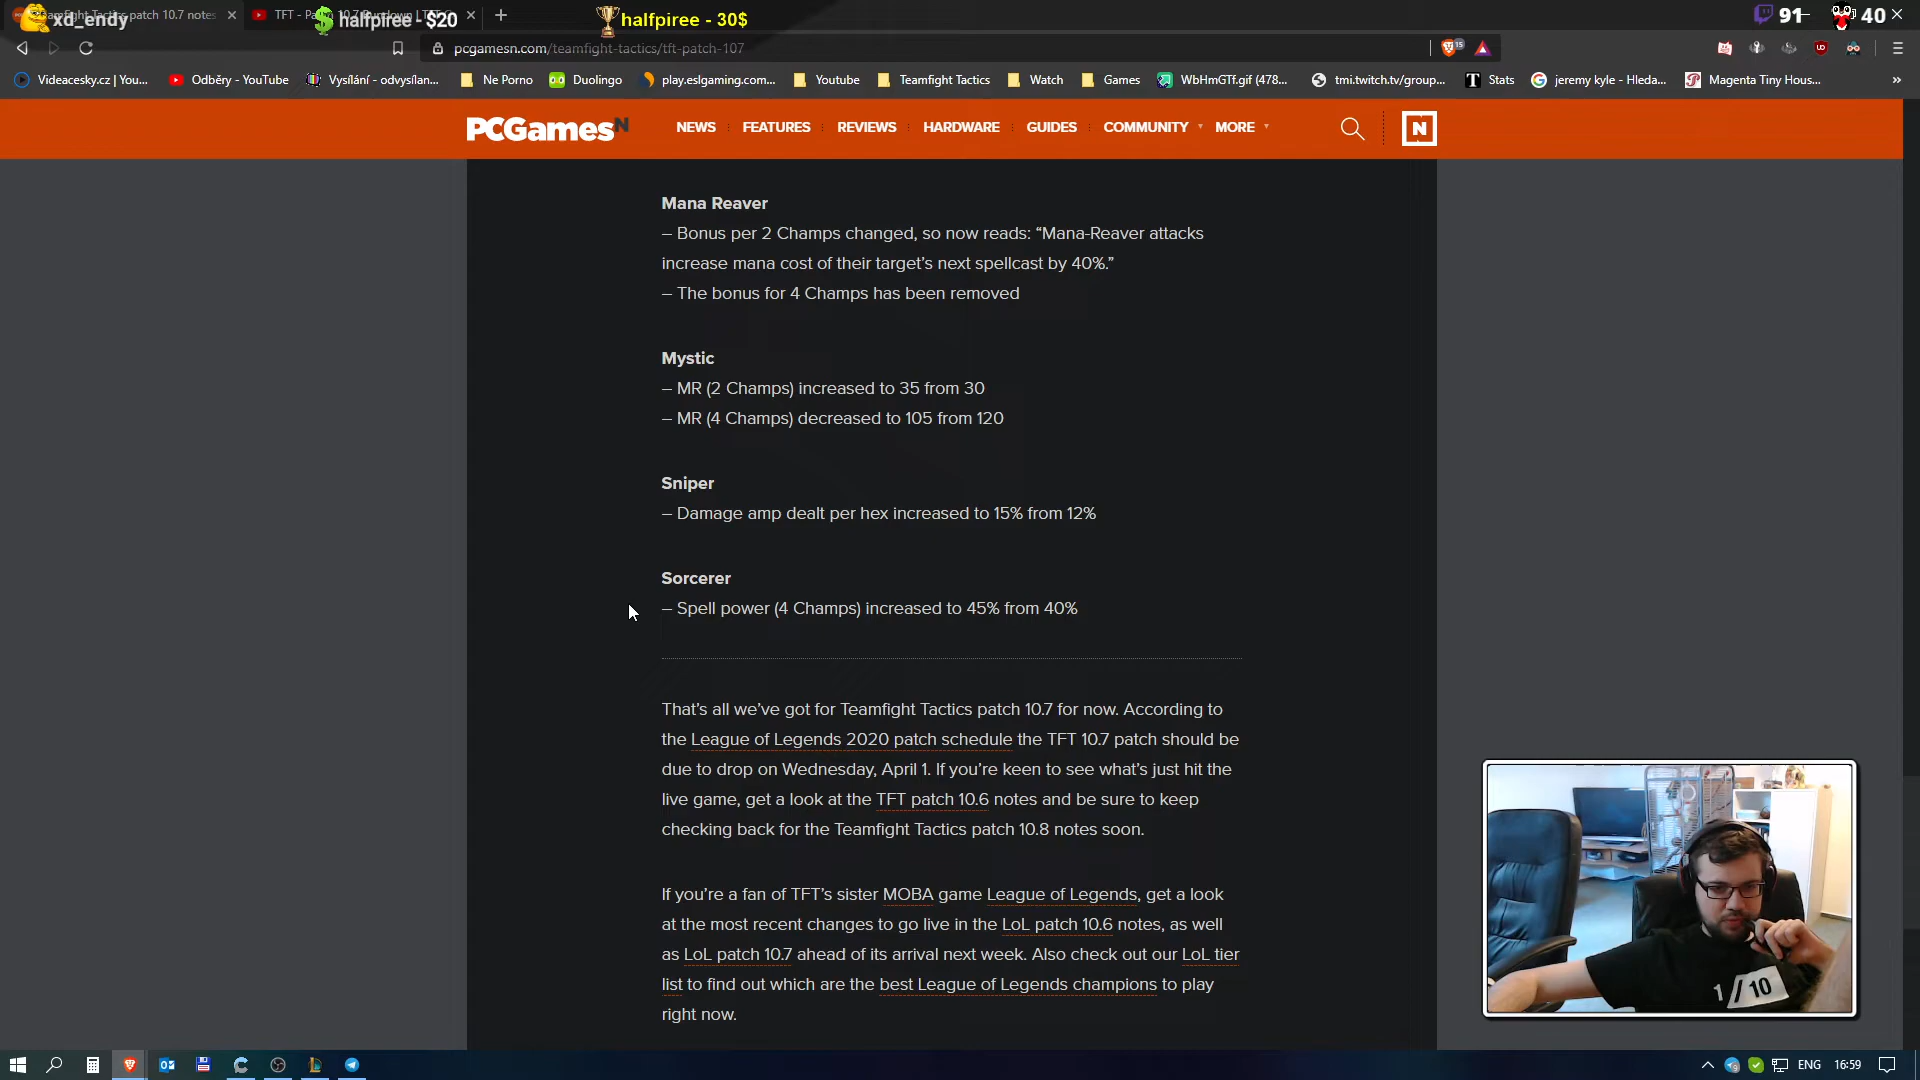 Teamfight Tactics patch 10.7 notes
xd_endy
halfpiree - $20
halfpiree - 30$
91
40
pcgamesn.com/teamfight-tactics/tft-patch-107
15
Videacesky.cz | You...
Odběry - YouTube
Vysílání - odvysílan...
Ne Porno
Duolingo
play.eslgaming.com...
Youtube
Teamfight Tactics
Watch
Games
WbHmGTf.gif (478...
tmi.twitch.tv/group...
Stats
jeremy kyle - Hleda...
Magenta Tiny Hous...
»
PCGamesN
NEWS
FEATURES
REVIEWS
HARDWARE
GUIDES
COMMUNITY
MORE
N
Mana Reaver
– Bonus per 2 Champs changed, so now reads: “Mana-Reaver attacks
increase mana cost of their target’s next spellcast by 40%.”
– The bonus for 4 Champs has been removed
Mystic
– MR (2 Champs) increased to 35 from 30
– MR (4 Champs) decreased to 105 from 120
Sniper
– Damage amp dealt per hex increased to 15% from 12%
Sorcerer
– Spell power (4 Champs) increased to 45% from 40%
That’s all we’ve got for Teamfight Tactics patch 10.7 for now. According to
the League of Legends 2020 patch schedule the TFT 10.7 patch should be
due to drop on Wednesday, April 1. If you’re keen to see what’s just hit the
live game, get a look at the TFT patch 10.6 notes and be sure to keep
checking back for the Teamfight Tactics patch 10.8 notes soon.
If you’re a fan of TFT’s sister MOBA game League of Legends, get a look
at the most recent changes to go live in the LoL patch 10.6 notes, as well
as LoL patch 10.7 ahead of its arrival next week. Also check out our LoL tier
list to find out which are the best League of Legends champions to play
right now.
1/10
ENG
16:59